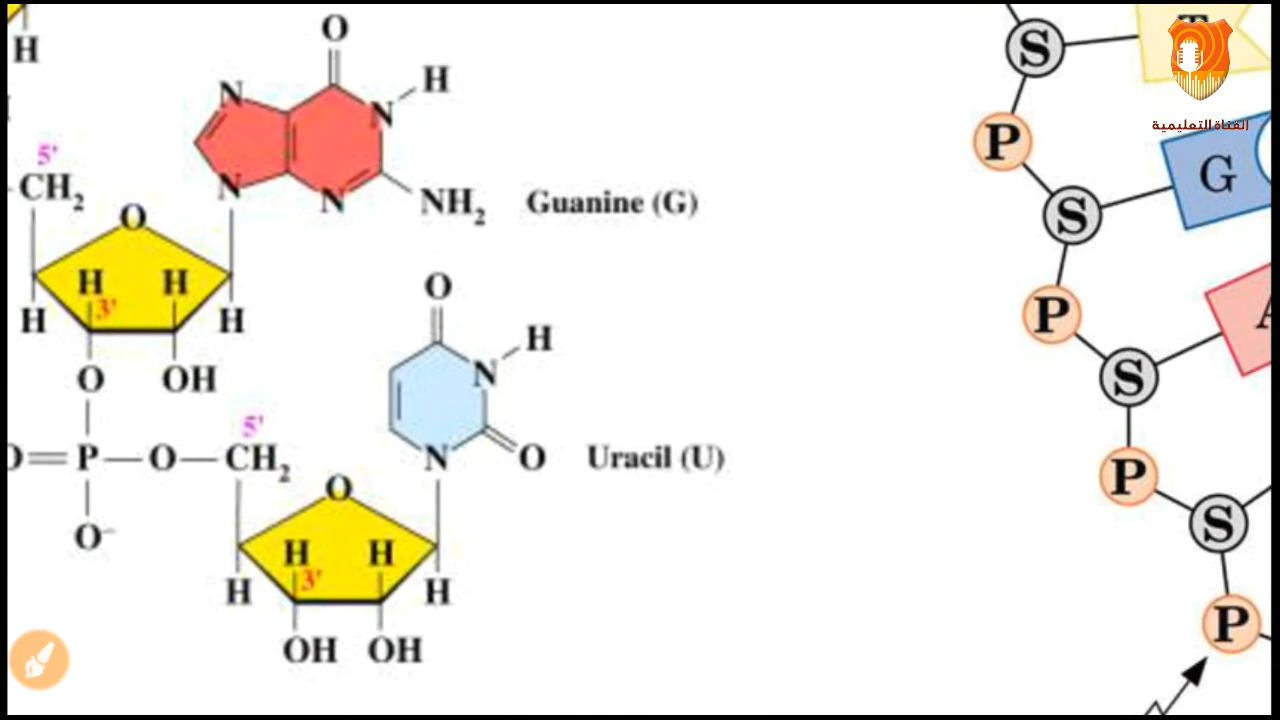 H
O
N
H
N
5'
CH2
N
N
NH2
Guanine (G)
O
H
H
3'
H
H
O
OH
O
H
N
5'
O=P—O—CH2
N
O
Uracil (U)
O⁻
O
H
H
3'
H
H
OH
OH
S
القناة التعليمية
P
G
S
P
A
S
P
S
P